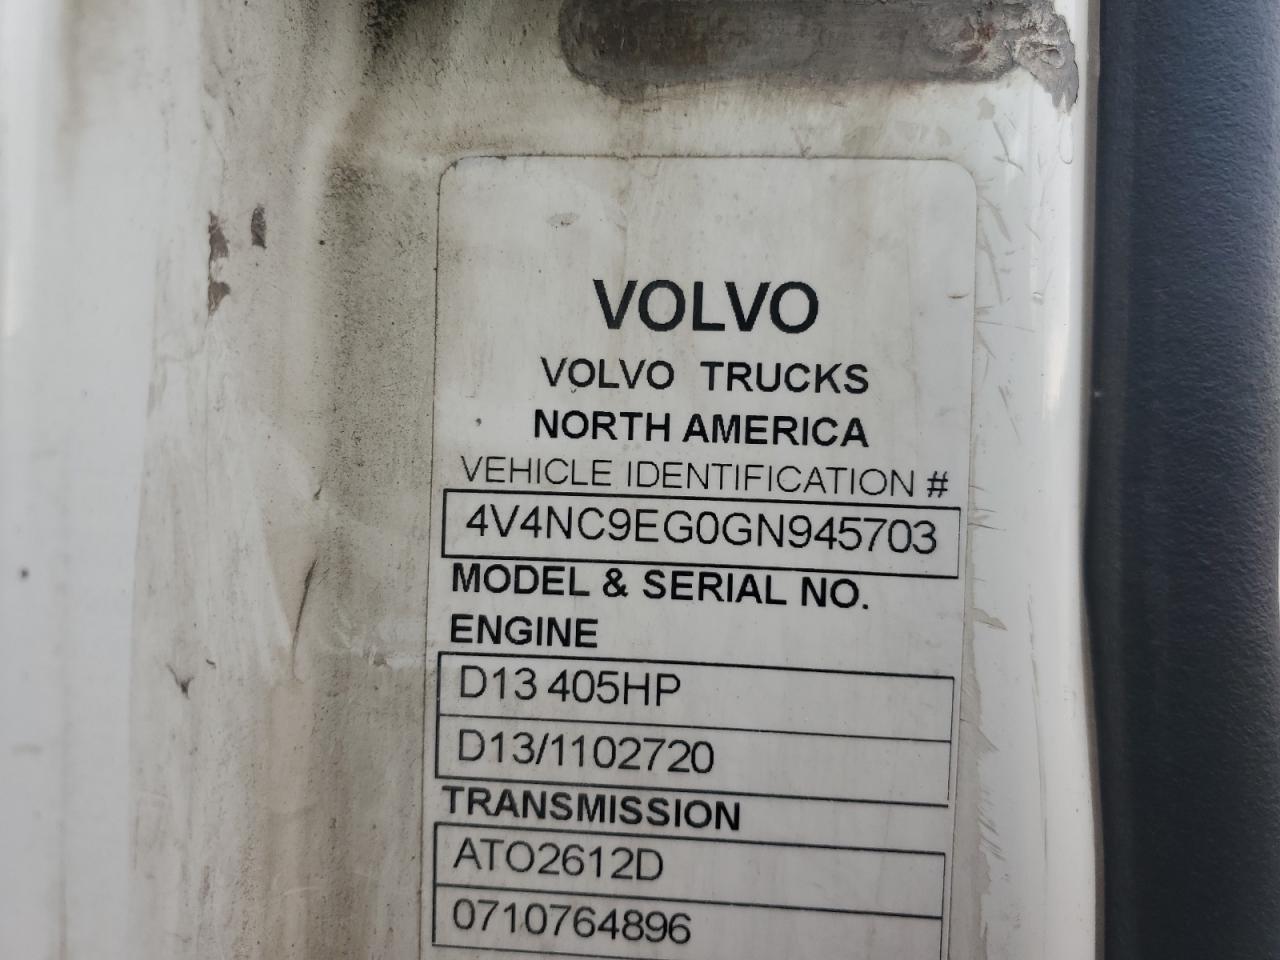 VOLVO
VOLVO TRUCKS
NORTH AMERICA
VEHICLE IDENTIFICATION #
4V4NC9EG0GN945703
MODEL & SERIAL NO.
ENGINE
D13 405HP
D13/1102720
TRANSMISSION
ATO2612D
0710764896